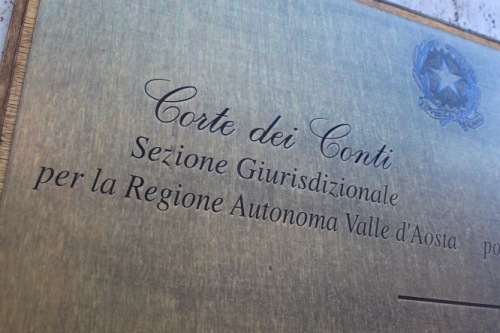 Corte dei Conti
Sezione Giurisdizionale
per la Regione Autonoma Valle d'Aosta